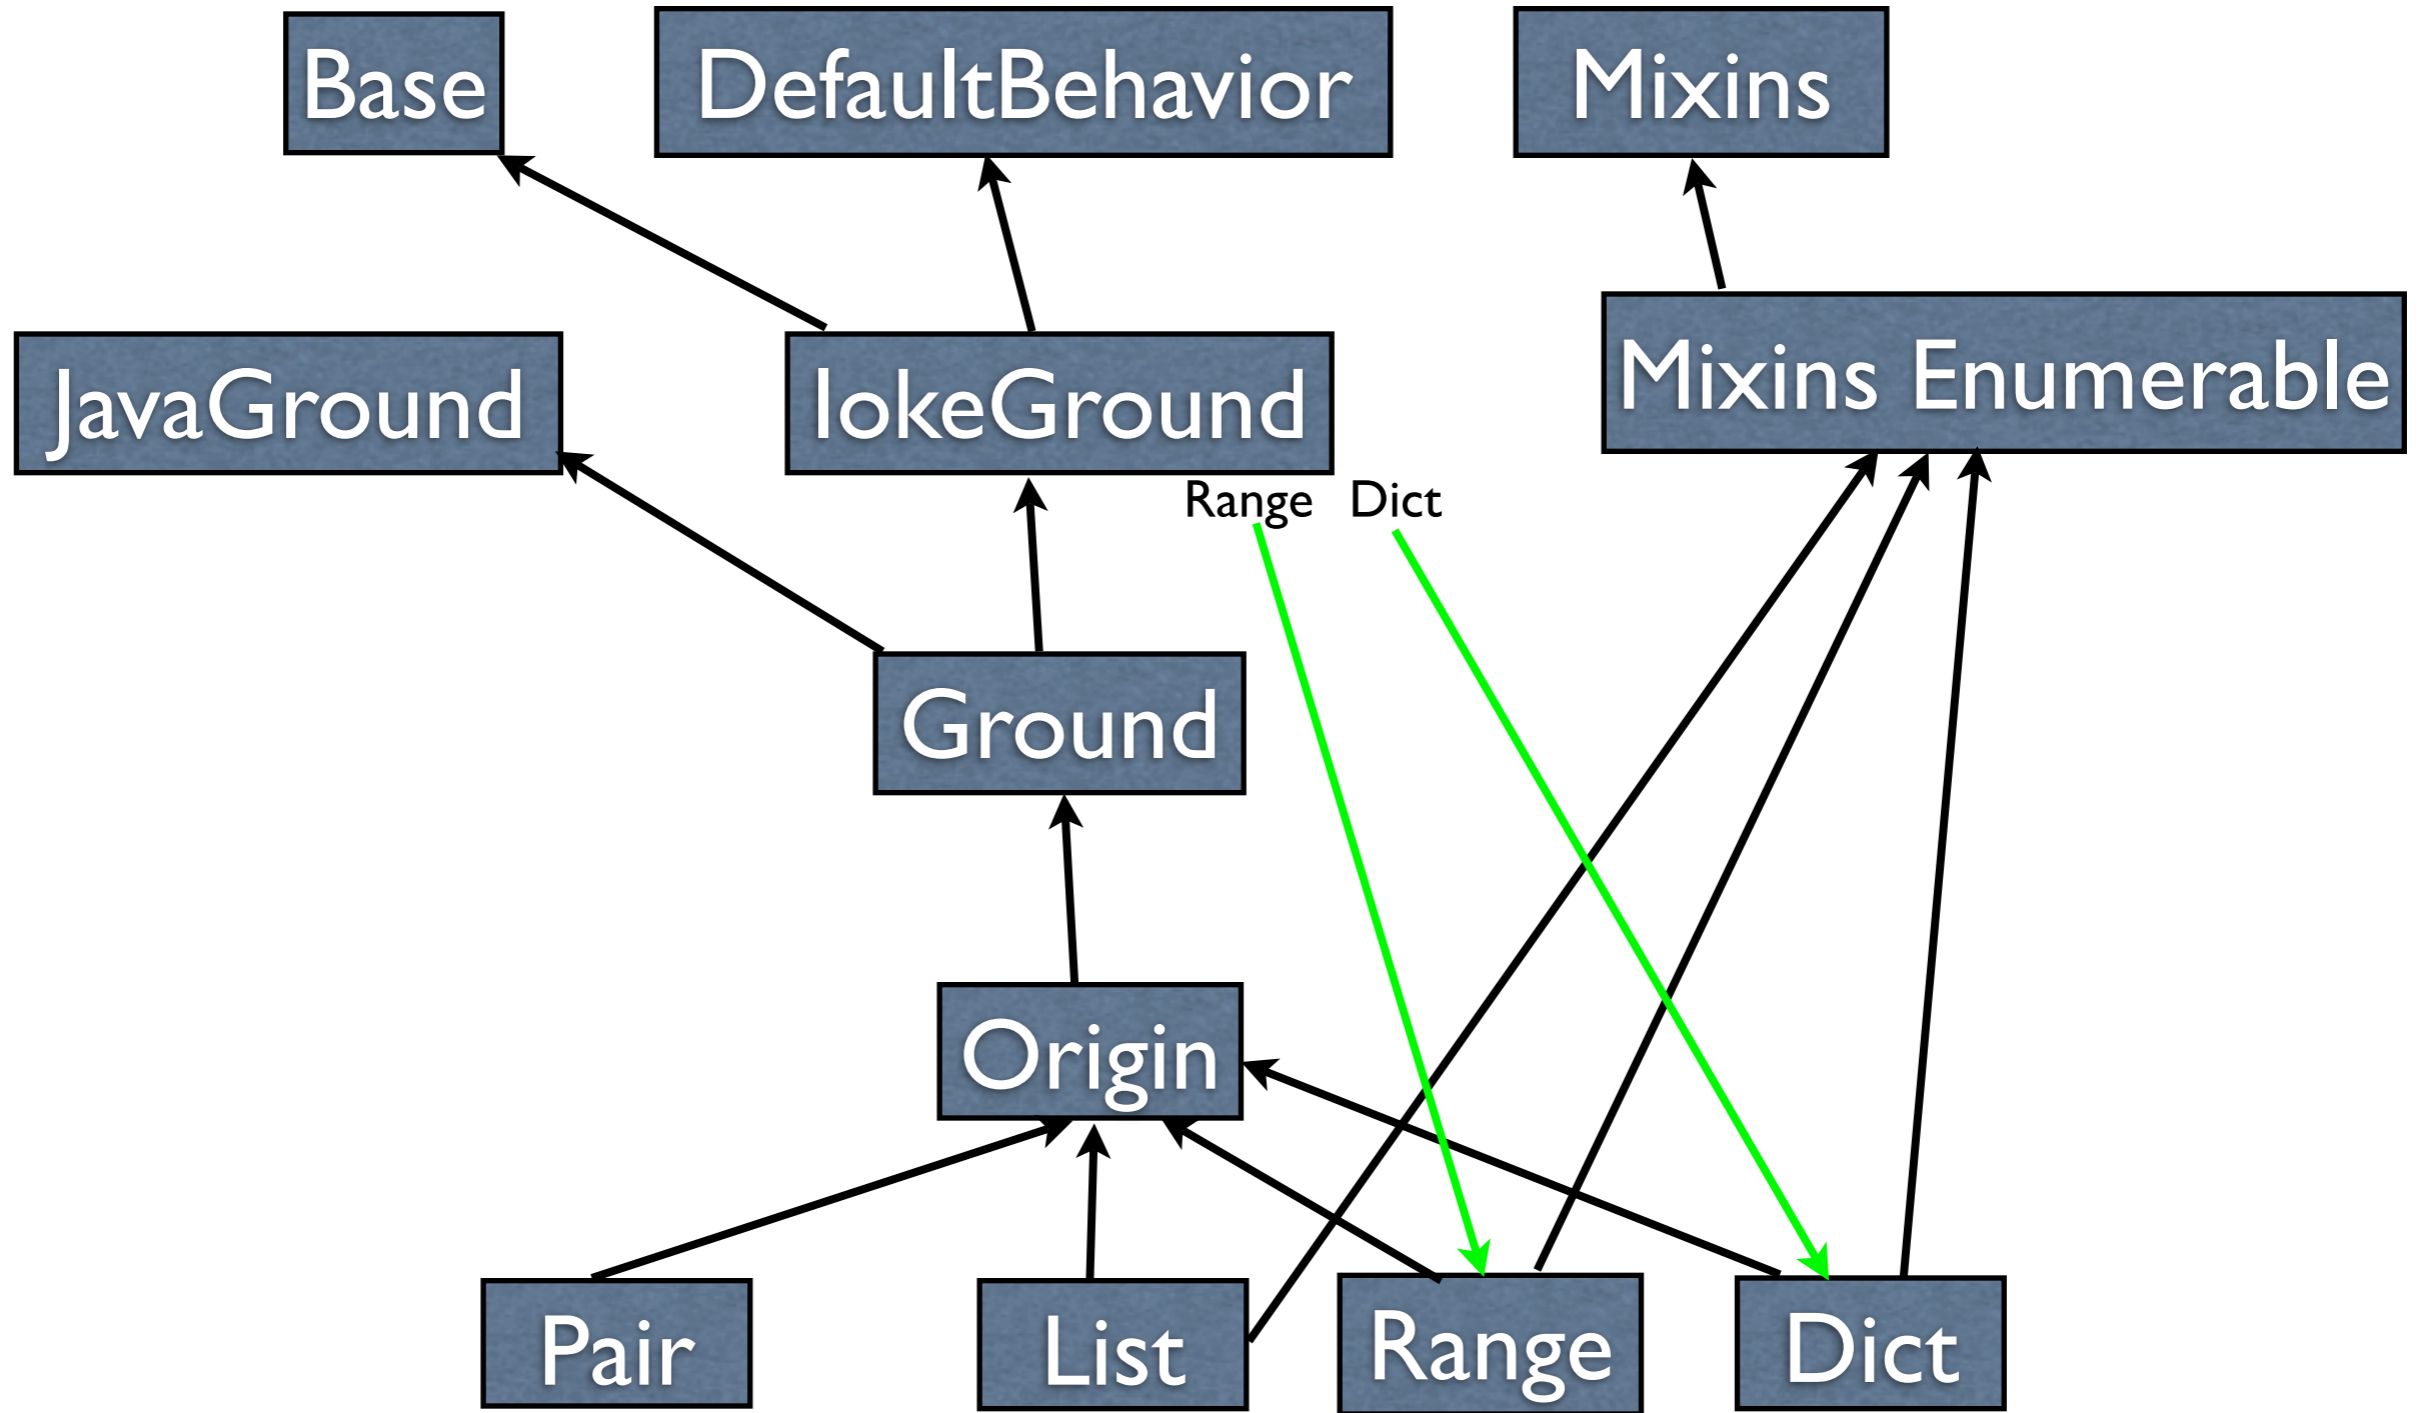 Base
DefaultBehavior
Mixins
JavaGround
IokeGround
Mixins Enumerable
Range
Dict
Ground
Origin
Pair
List
Range
Dict